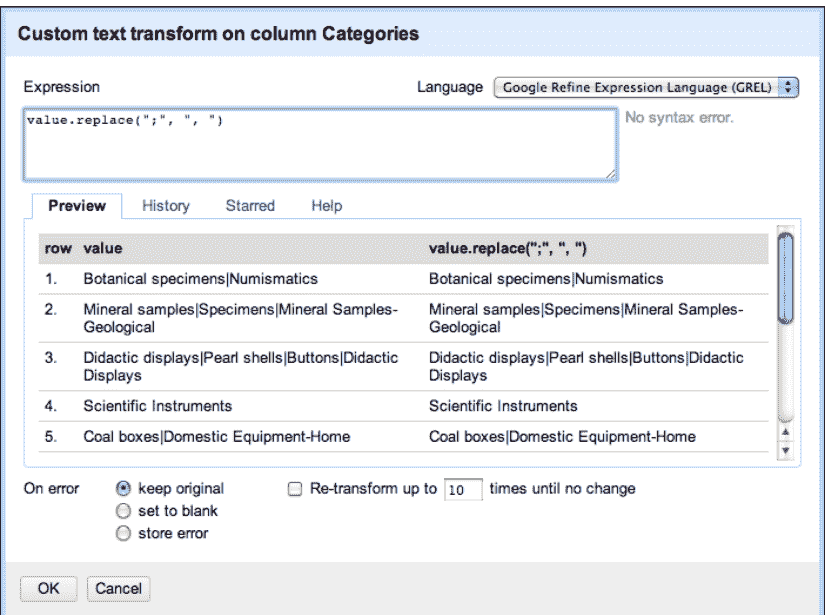 Custom text transform on column Categories
Expression
Language Google Refine Expression Language (GREL)
value.replace(";", ", ")
No syntax error.
Preview History Starred Help
row value value.replace(";", ", ")
1. Botanical specimens|Numismatics Botanical specimens|Numismatics
2. Mineral samples|Specimens|Mineral Samples- Mineral samples|Specimens|Mineral Samples-
Geological Geological
3. Didactic displays|Pearl shells|Buttons|Didactic Didactic displays|Pearl shells|Buttons|Didactic
Displays Displays
4. Scientific Instruments Scientific Instruments
5. Coal boxes|Domestic Equipment-Home Coal boxes|Domestic Equipment-Home
On error keep original Re-transform up to 10 times until no change
set to blank
store error
OK Cancel